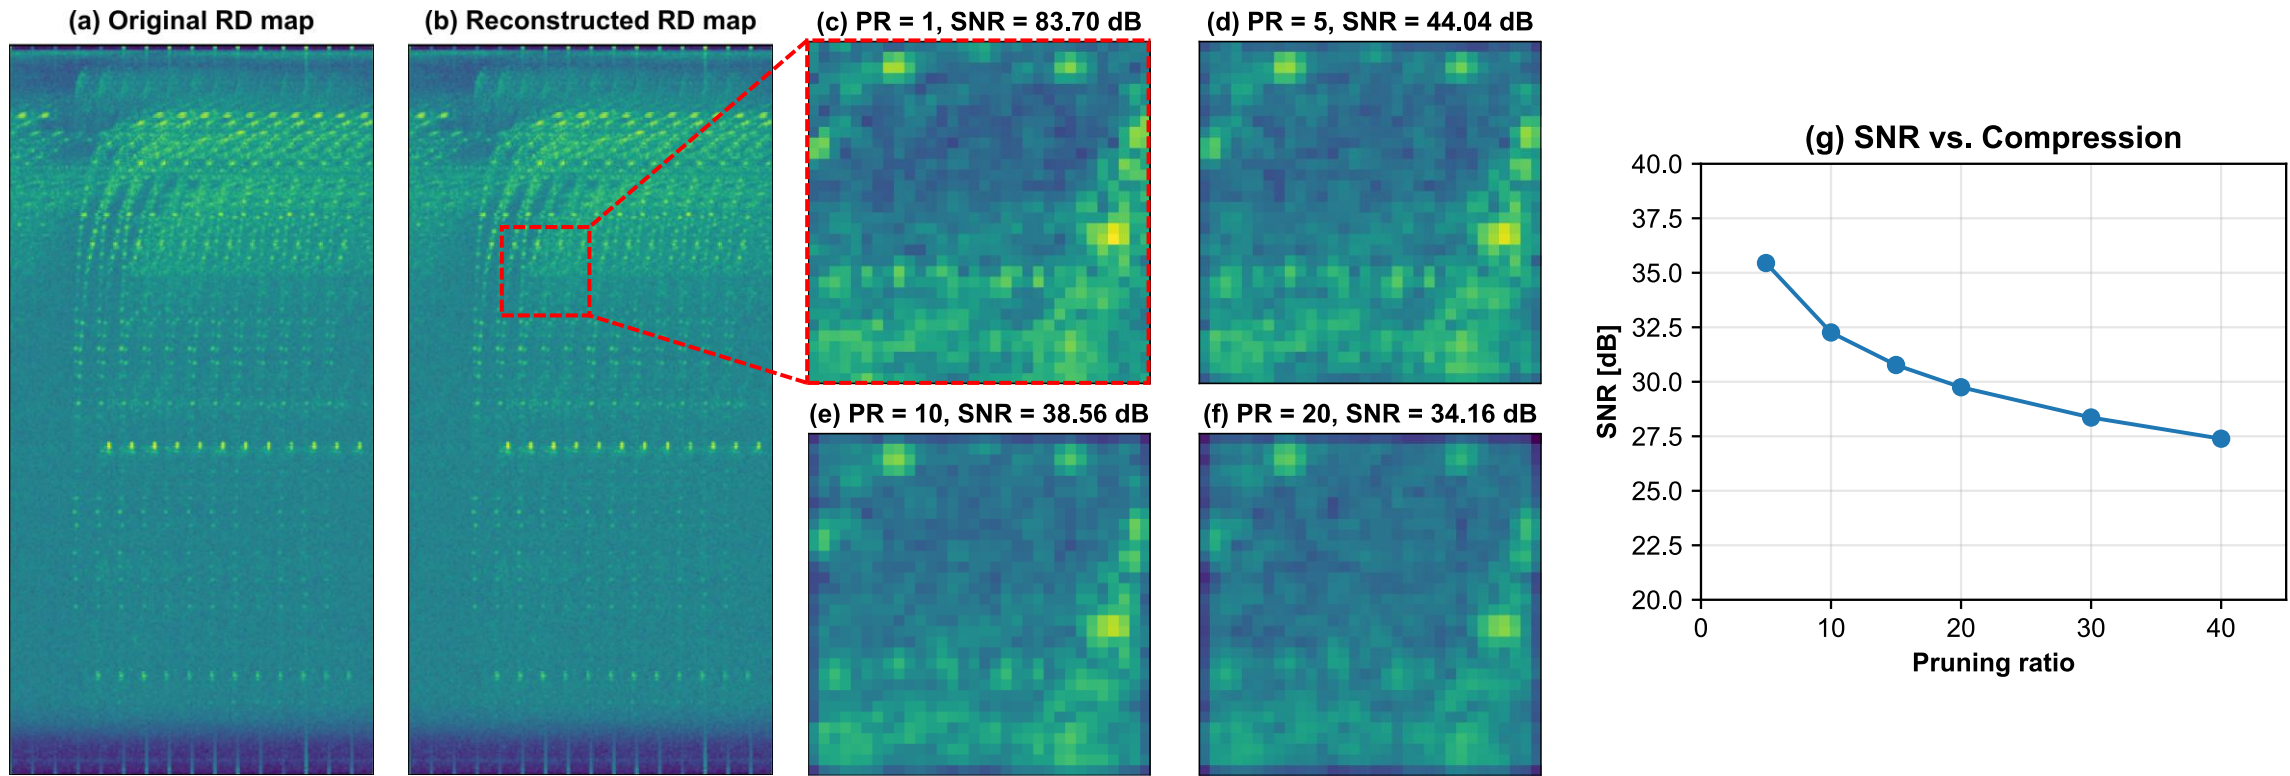 (a) Original RD map
(b) Reconstructed RD map
(c) PR = 1, SNR = 83.70 dB
(d) PR = 5, SNR = 44.04 dB
(e) PR = 10, SNR = 38.56 dB
(f) PR = 20, SNR = 34.16 dB
(g) SNR vs. Compression
40.0
37.5
35.0
32.5
30.0
27.5
25.0
22.5
20.0
SNR [dB]
0 10 20 30 40
Pruning ratio